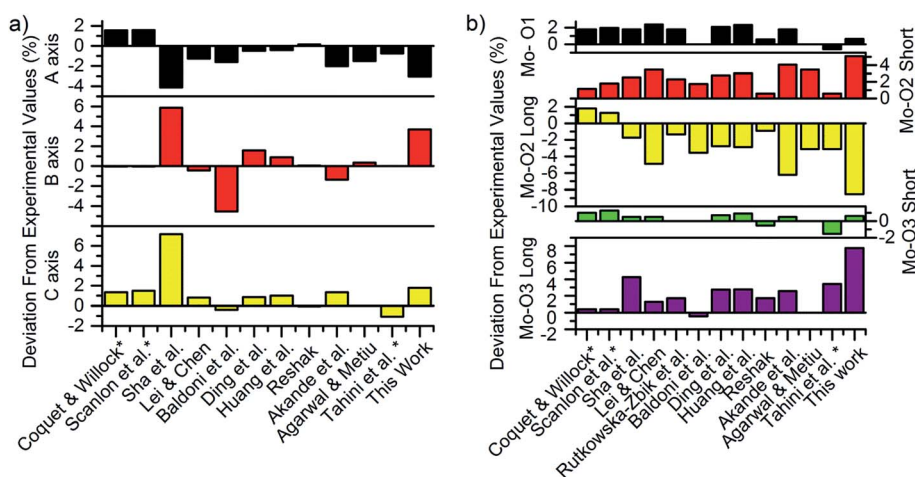 a)
Deviation From Experimental Values (%)
A axis
2
0
-2
-4
B axis
6
4
2
0
-2
-4
C axis
6
4
2
0
-2
Coquet & Willock*
Scanlon et al.*
Sha et al.
Lei & Chen
Baldoni et al.
Ding et al.
Huang et al.
Reshak
Akande et al.
Agarwal & Metiu
Tahini et al.*
This Work
b)
Deviation From Experimental Values (%)
Mo- O1
2
0
Mo-O2 Short
4
2
0
Mo-O2 Long
2
0
-2
-4
-6
-8
-10
Mo-O3 Short
0
-2
Mo-O3 Long
8
6
4
2
0
Coquet & Willock*
Scanlon et al.*
Sha et al.
Lei & Chen
Rutkowska-Zbik et al.
Baldoni et al.
Ding et al.
Huang et al.
Reshak
Akande et al.
Agarwal & Metiu
Tahini et al.*
This work